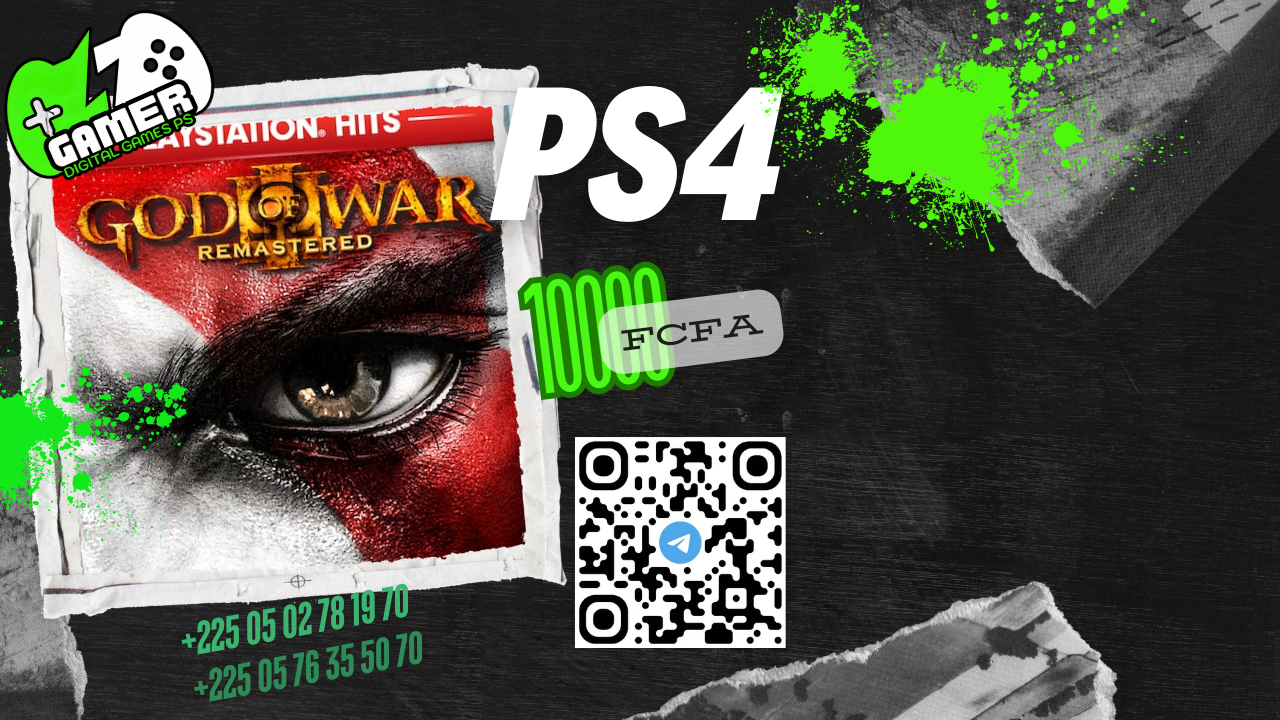 GAMER
DIGITAL GAMES PS
PLAYSTATION® HITS
GOD OF WAR
III
REMASTERED
PS4
10000
FCFA
+225 05 02 78 19 70
+225 05 76 35 50 70